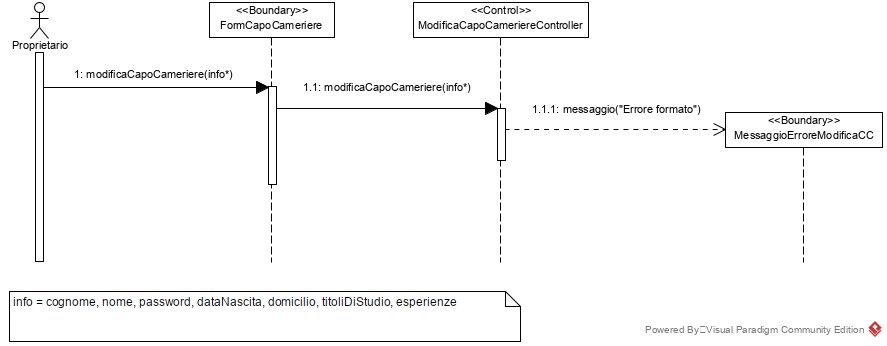 <<Boundary>>
FormCapoCameriere
<<Control>>
ModificaCapoCameriereController
Proprietario
1: modificaCapoCameriere(info*)
1.1: modificaCapoCameriere(info*)
1.1.1: messaggio("Errore formato")
<<Boundary>>
MessaggioErroreModificaCC
info = cognome, nome, password, dataNascita, domicilio, titoliDiStudio, esperienze
Powered By Visual Paradigm Community Edition